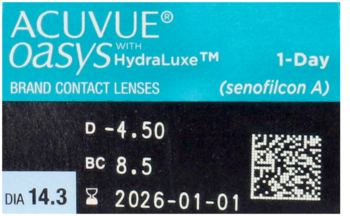 ACUVUE®
OASYS WITH HydraLuxe™ 1-Day
BRAND CONTACT LENSES (senofilcon A)
D -4.50
BC 8.5
DIA 14.3 2026-01-01